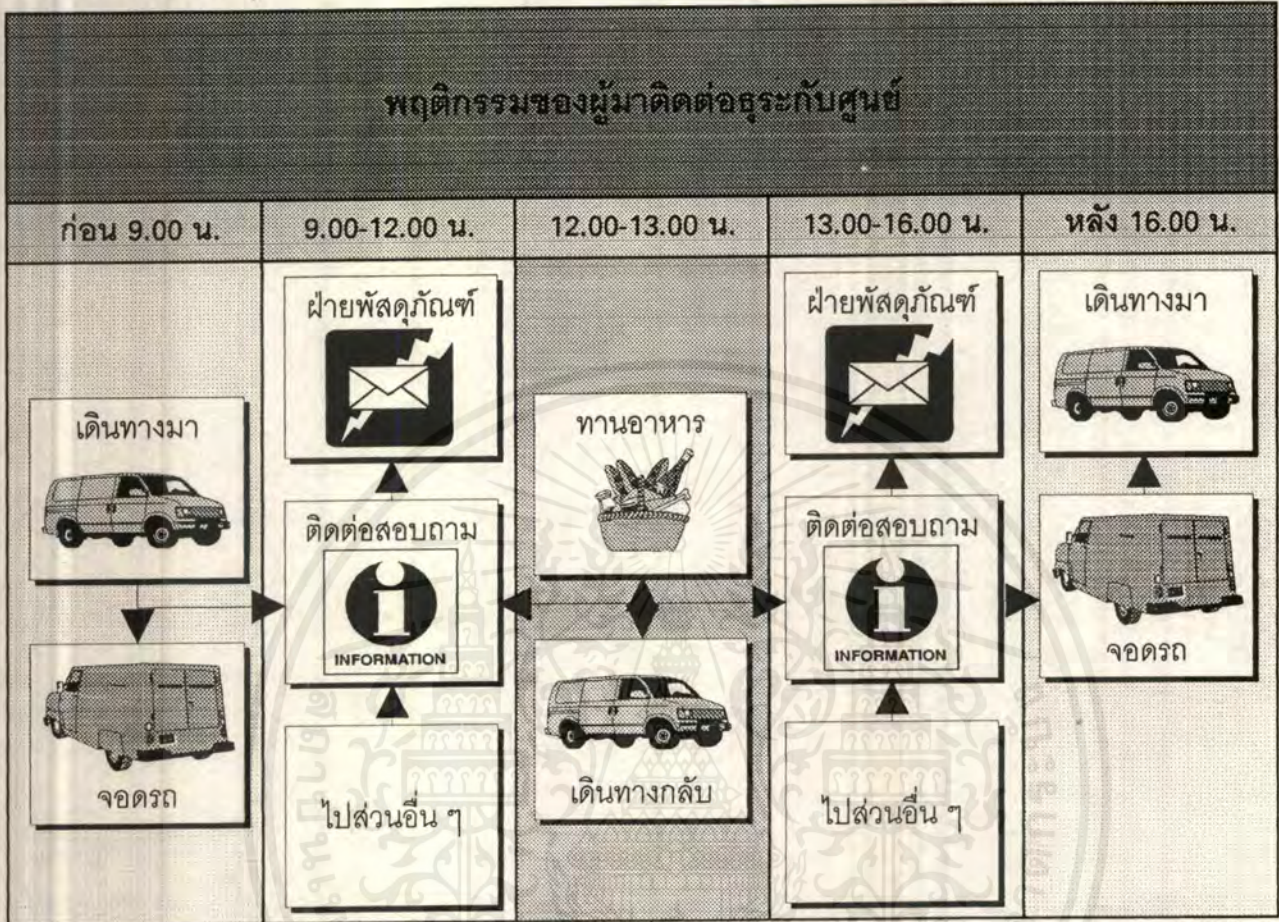 พฤติกรรมของผู้มาติดต่อธุระกับศูนย์
ก่อน 9.00 น.
9.00-12.00 น.
12.00-13.00 น.
13.00-16.00 น.
หลัง 16.00 น.
เดินทางมา
จอดรถ
ฝ่ายพัสดุภัณฑ์
ติดต่อสอบถาม
INFORMATION
ไปส่วนอื่น ๆ
ทานอาหาร
เดินทางกลับ
ฝ่ายพัสดุภัณฑ์
ติดต่อสอบถาม
INFORMATION
ไปส่วนอื่น ๆ
เดินทางมา
จอดรถ